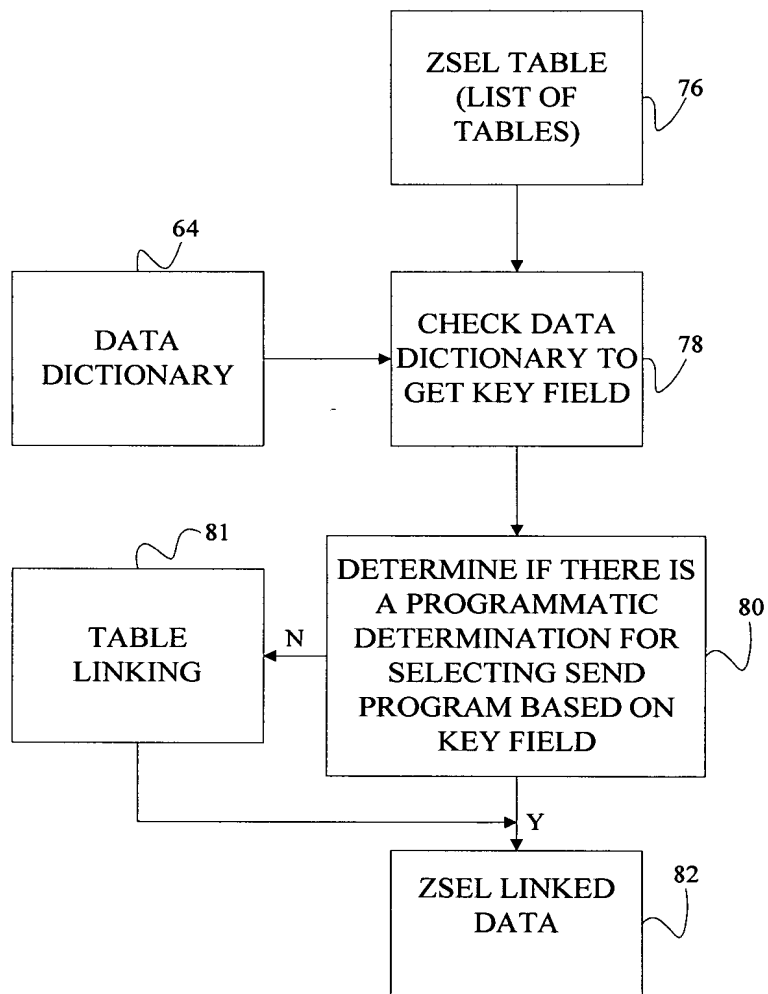 ZSEL TABLE
(LIST OF
TABLES)
76
64
DATA
DICTIONARY
CHECK DATA
DICTIONARY TO
GET KEY FIELD
78
81
TABLE
LINKING
N
DETERMINE IF THERE IS
A PROGRAMMATIC
DETERMINATION FOR
SELECTING SEND
PROGRAM BASED ON
KEY FIELD
80
Y
ZSEL LINKED
DATA
82